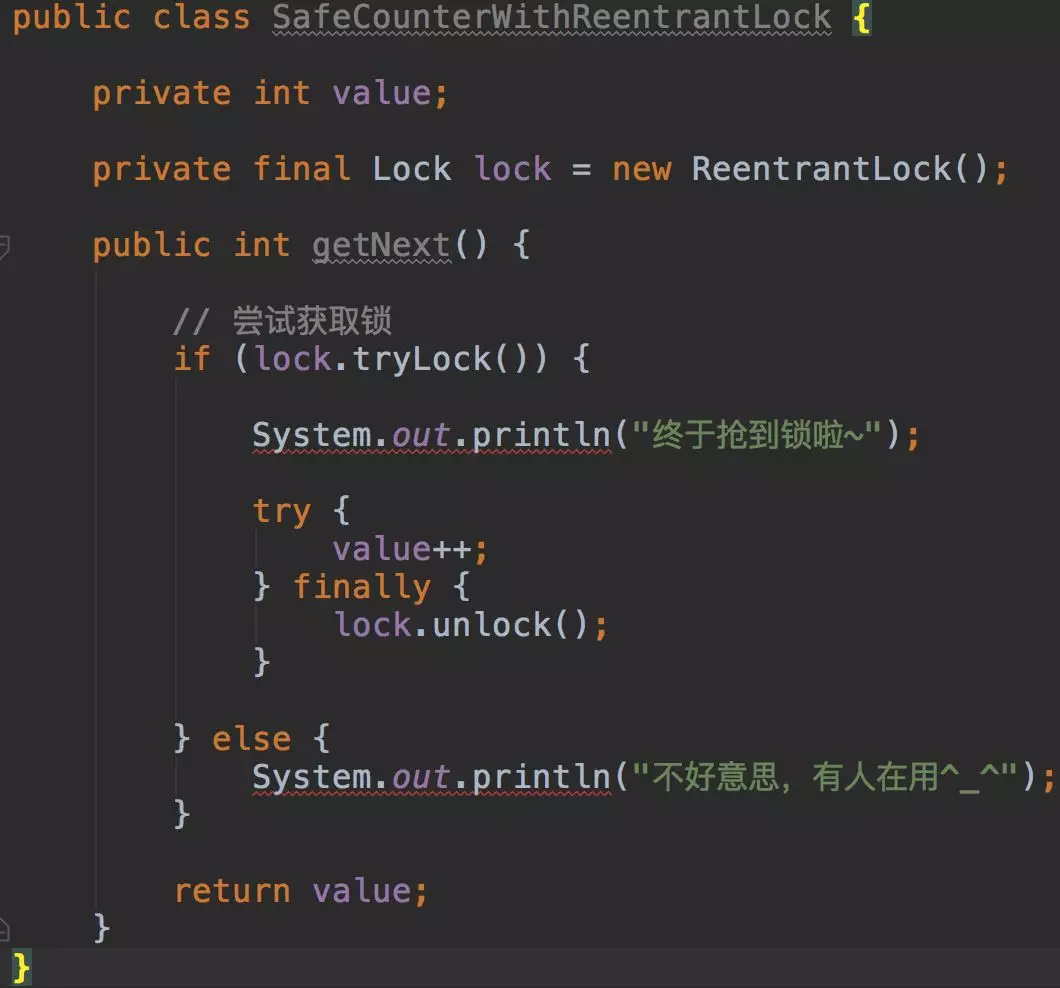 public class SafeCounterWithReentrantLock {
private int value;
private final Lock lock = new ReentrantLock();
public int getNext() {
// 尝试获取锁
if (lock.tryLock()) {
System.out.println("终于抢到锁啦~");
try {
value++;
} finally {
lock.unlock();
}
} else {
System.out.println("不好意思，有人在用^_^");
}
return value;
}
}